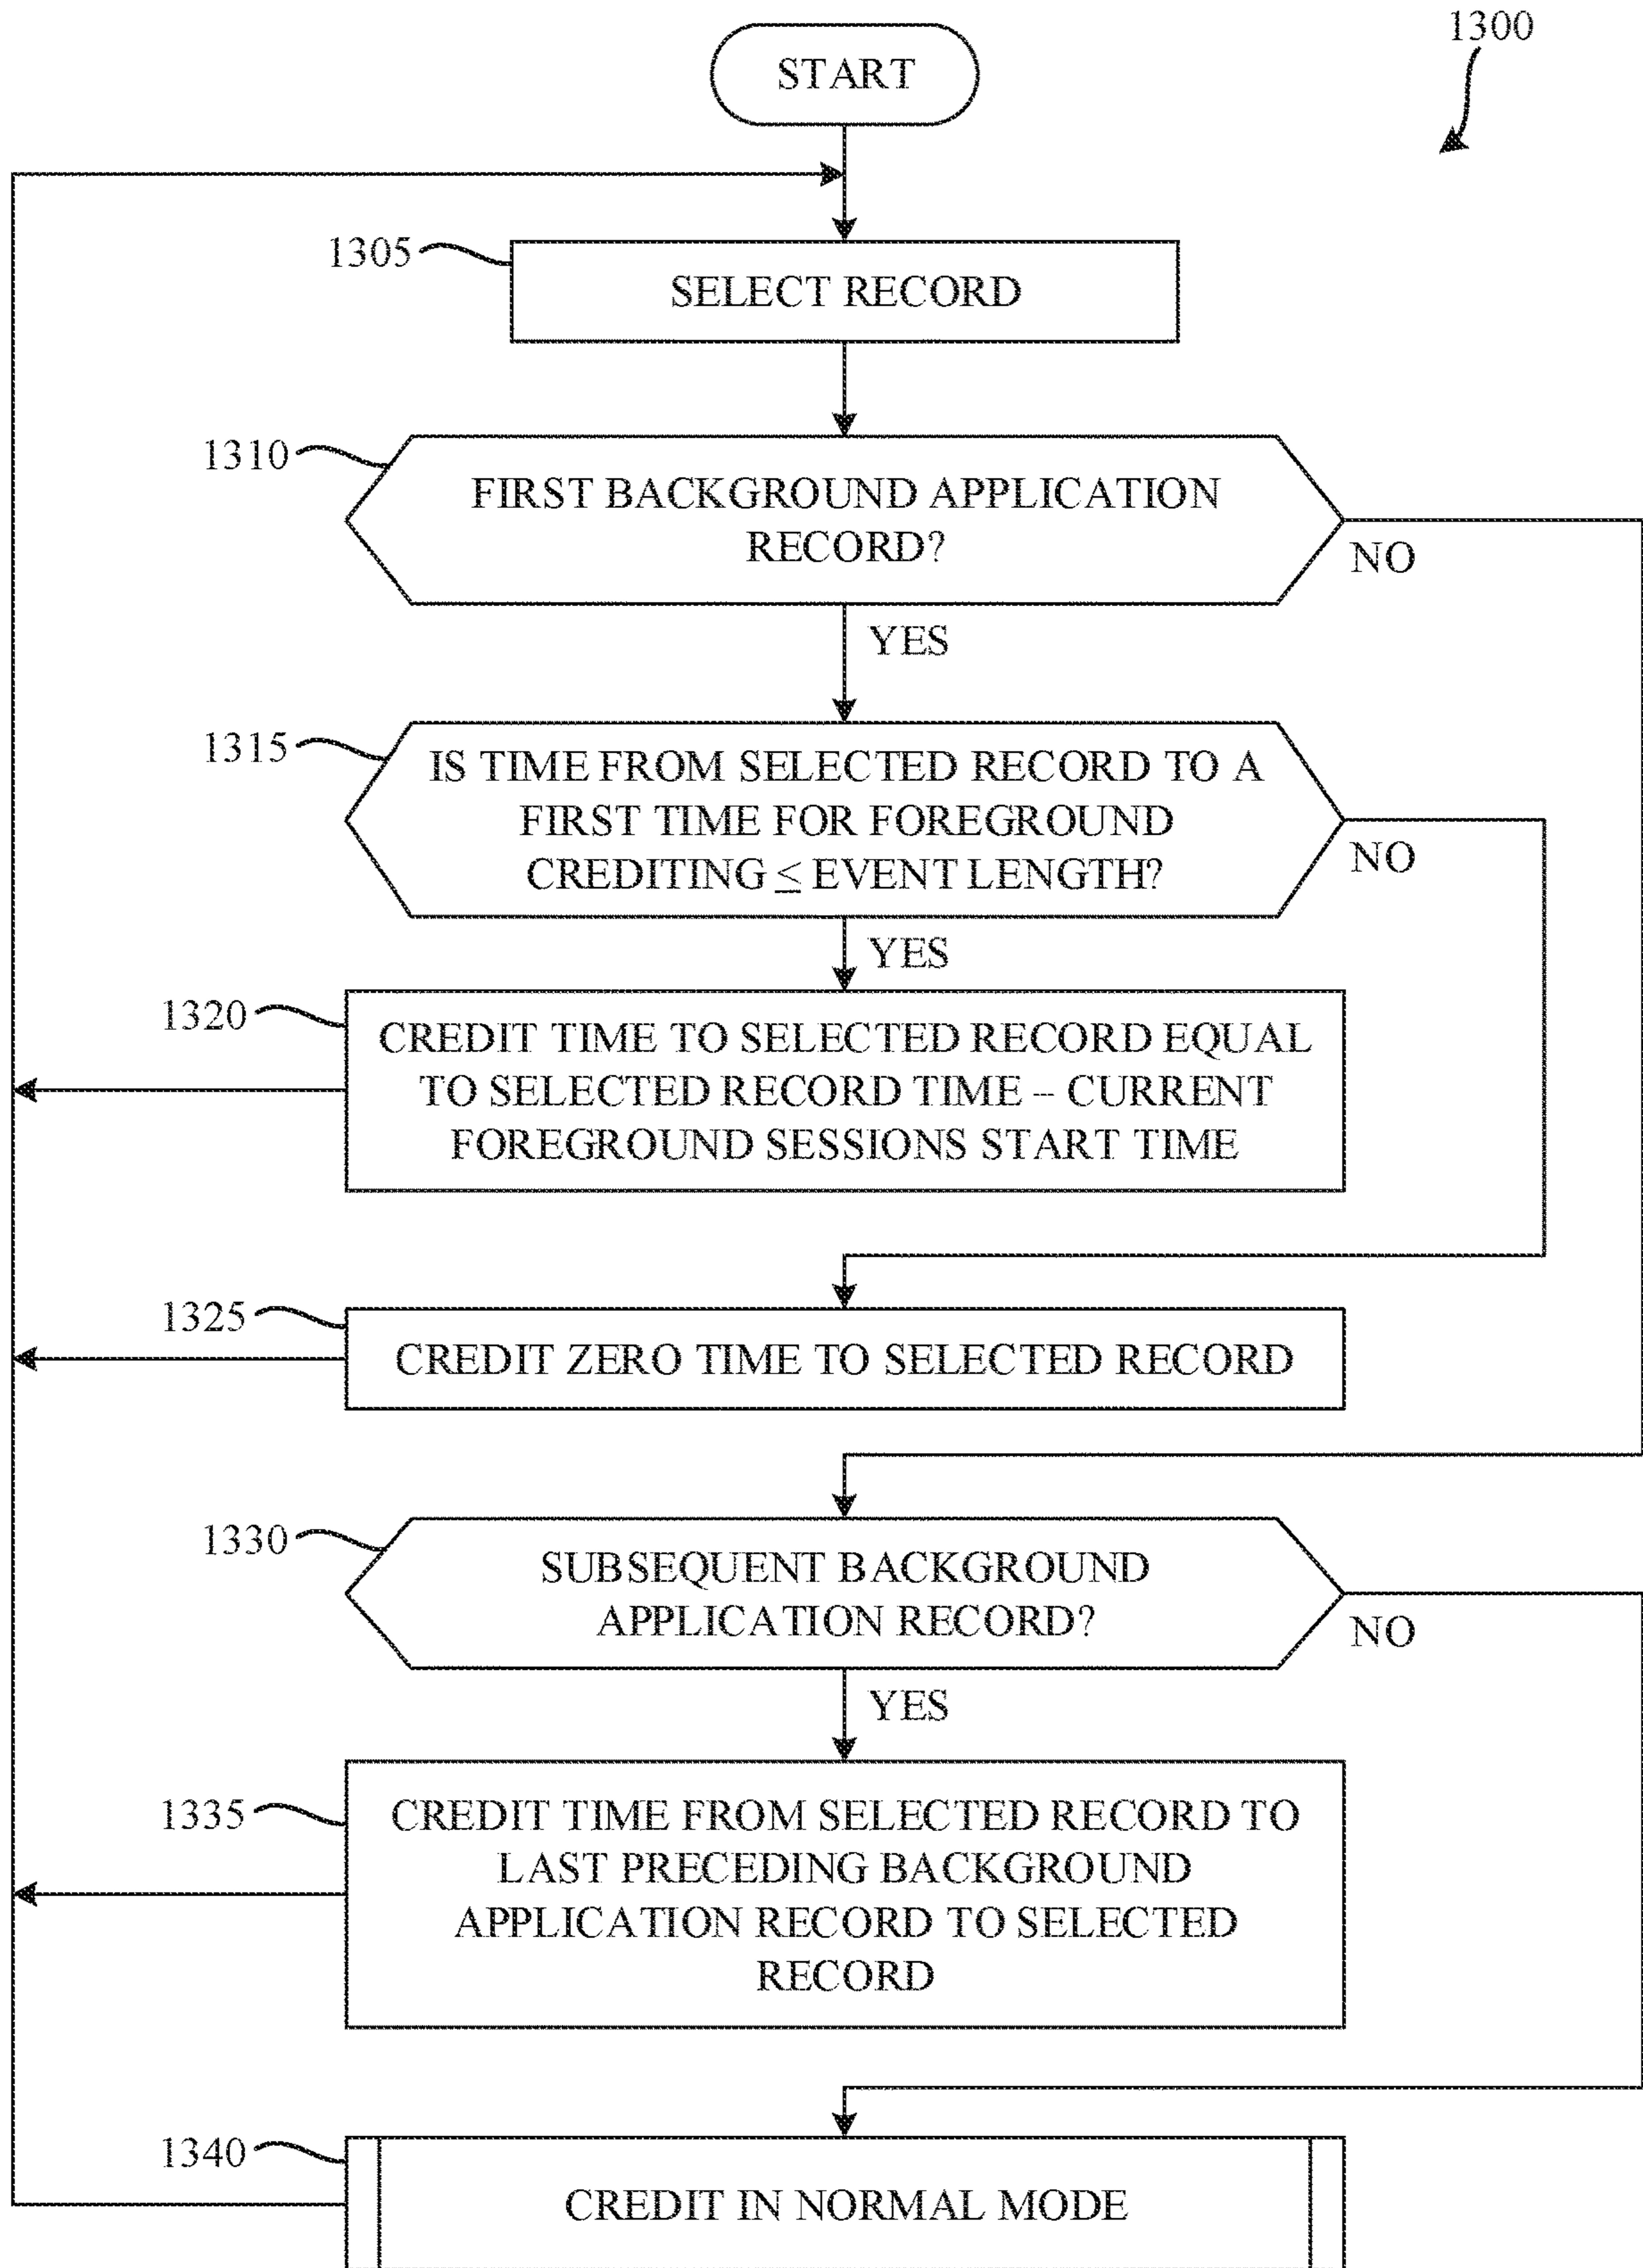 1300
START
1305
SELECT RECORD
1310
FIRST BACKGROUND APPLICATION
RECORD?
NO
YES
1315
IS TIME FROM SELECTED RECORD TO A
FIRST TIME FOR FOREGROUND
CREDITING ≤ EVENT LENGTH?
NO
YES
1320
CREDIT TIME TO SELECTED RECORD EQUAL
TO SELECTED RECORD TIME -- CURRENT
FOREGROUND SESSIONS START TIME
1325
CREDIT ZERO TIME TO SELECTED RECORD
1330
SUBSEQUENT BACKGROUND
APPLICATION RECORD?
NO
YES
1335
CREDIT TIME FROM SELECTED RECORD TO
LAST PRECEDING BACKGROUND
APPLICATION RECORD TO SELECTED
RECORD
1340
CREDIT IN NORMAL MODE